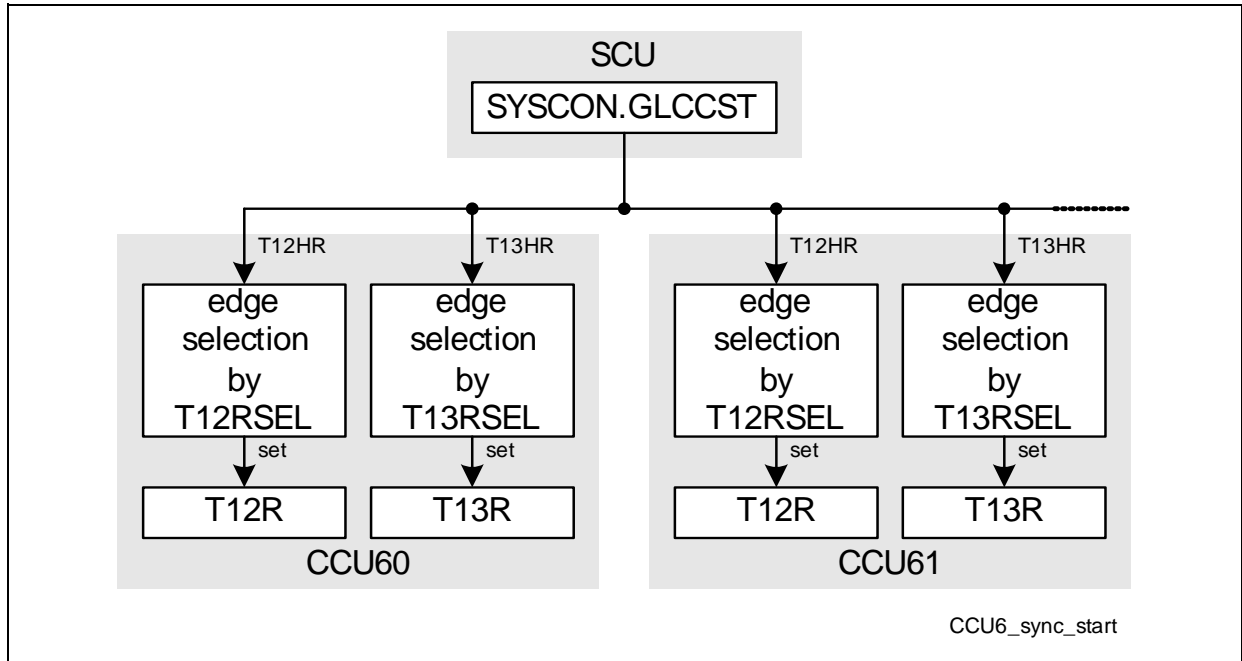 SCU
SYSCON.GLCCST
T12HR
T13HR
T12HR
T13HR
edge
selection
by
T12RSEL
edge
selection
by
T13RSEL
edge
selection
by
T12RSEL
edge
selection
by
T13RSEL
set
set
set
set
T12R
T13R
T12R
T13R
CCU60
CCU61
CCU6_sync_start